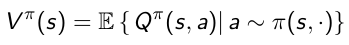 V^π(s) = 𝔼 { Q^π(s, a)| a ∼ π(s, ·)}